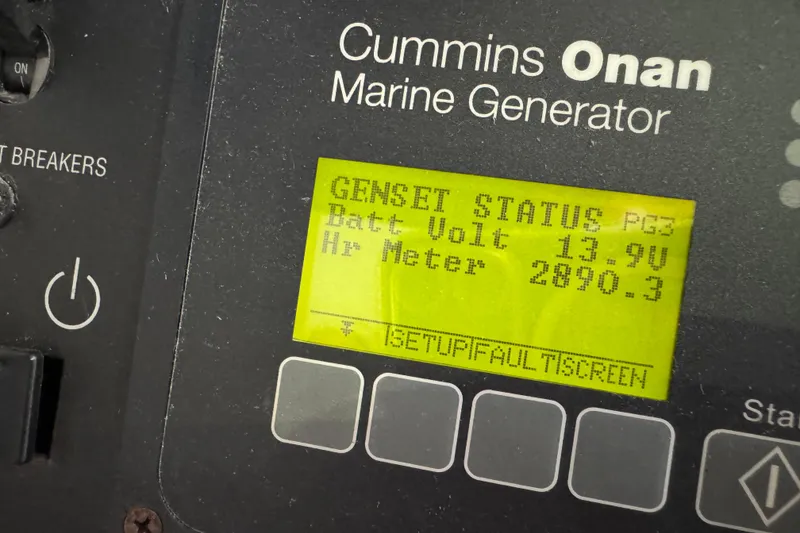 ON
Cummins Onan
Marine Generator
T BREAKERS
GENSET STATUS PG3
Batt Volt 13.9V
Hr Meter 2890.3
SETUP|FAULT|SCREEN